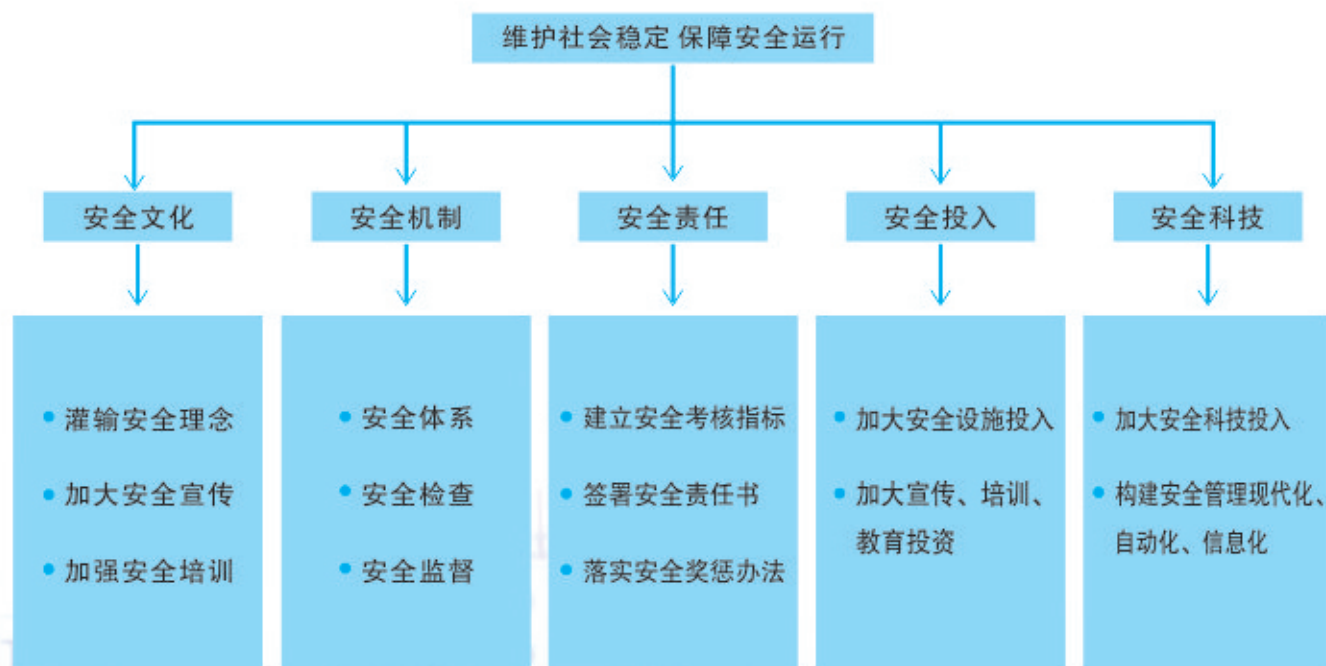 维护社会稳定 保障安全运行
安全文化
安全机制
安全责任
安全投入
安全科技
灌输安全理念
加大安全宣传
加强安全培训
安全体系
安全检查
安全监督
建立安全考核指标
签署安全责任书
落实安全奖惩办法
加大安全设施投入
加大宣传、培训、
教育投资
加大安全科技投入
构建安全管理现代化、
自动化、信息化